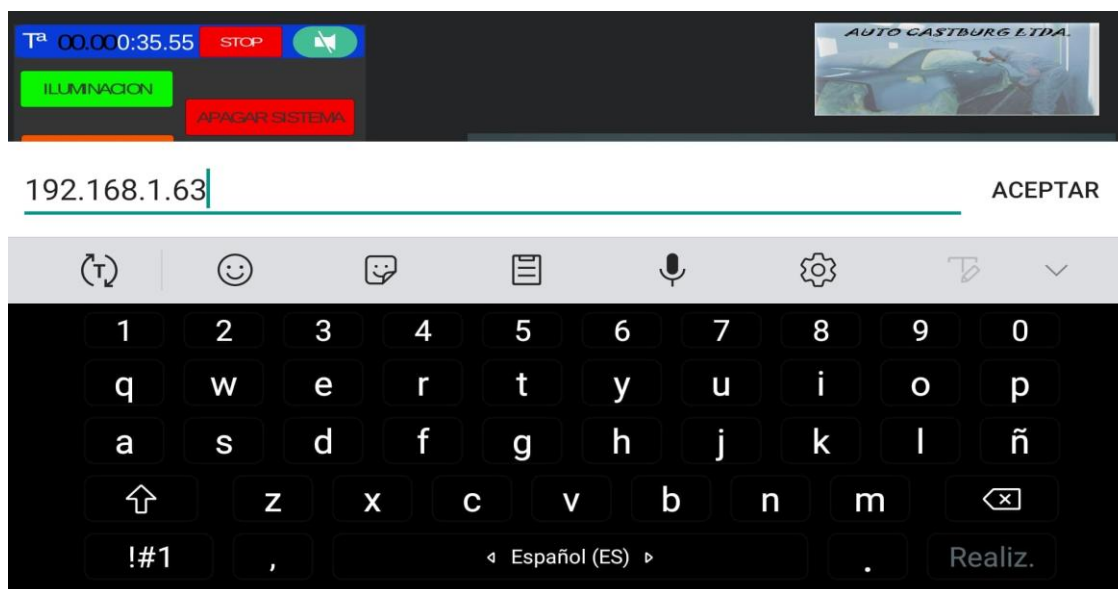 Tª 00.000:35.55 STOP
AUTO CASTBURG LTDA.
ILUMINACION
APAGAR SISTEMA
192.168.1.63
ACEPTAR
T
1 2 3 4 5 6 7 8 9 0
q w e r t y u i o p
a s d f g h j k l ñ
z x c v b n m
!#1 , Español (ES) . Realiz.